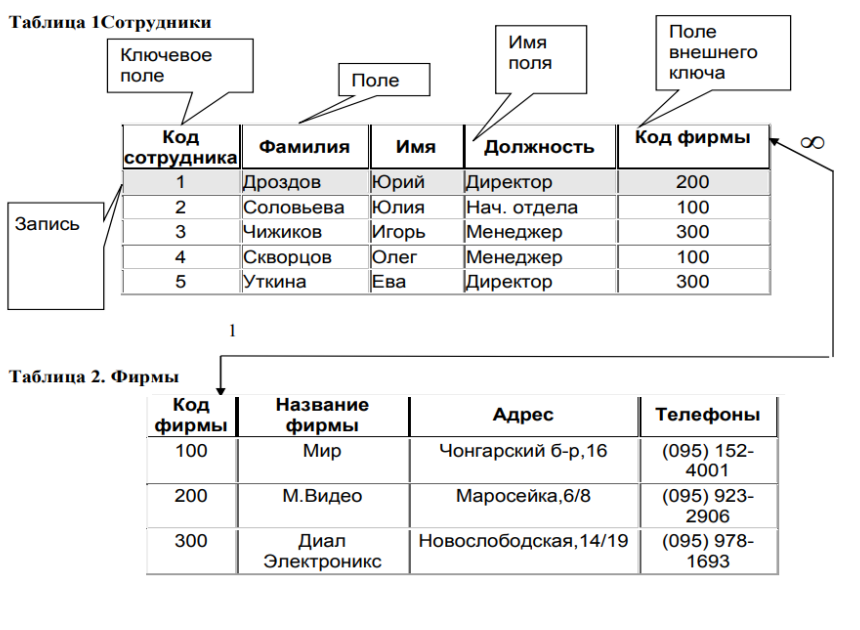 Таблица 1Сотрудники
Ключевое
поле
Поле
Имя
поля
Поле
внешнего
ключа
Код
сотрудника Фамилия Имя Должность Код фирмы
∞
1 Дроздов Юрий Директор 200
2 Соловьева Юлия Нач. отдела 100
3 Чижиков Игорь Менеджер 300
4 Скворцов Олег Менеджер 100
5 Уткина Ева Директор 300
Запись
1
Таблица 2. Фирмы
Код
фирмы Название
фирмы Адрес Телефоны
100 Мир Чонгарский б-р,16 (095) 152-
4001
200 М.Видео Маросейка,6/8 (095) 923-
2906
300 Диал Новослободская,14/19 (095) 978-
Электроникс 1693